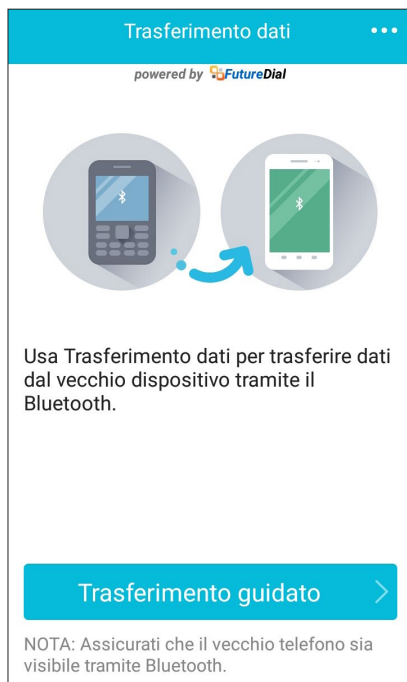 Trasferimento dati
powered by FutureDial
Usa Trasferimento dati per trasferire dati
dal vecchio dispositivo tramite il
Bluetooth.
Trasferimento guidato
NOTA: Assicurati che il vecchio telefono sia
visibile tramite Bluetooth.